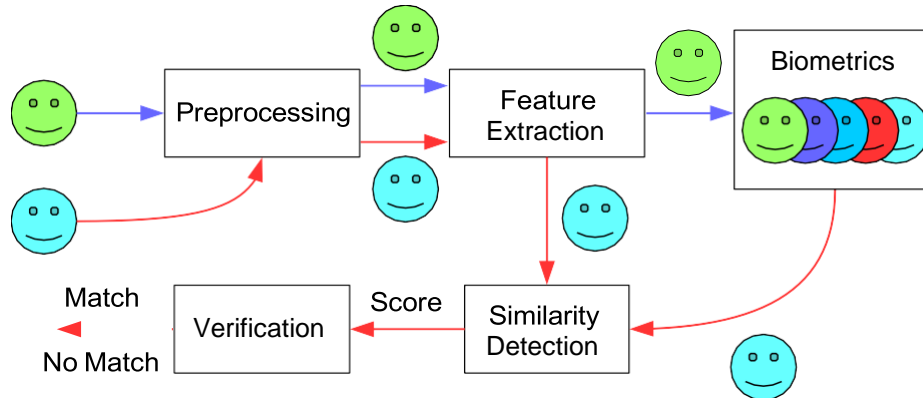 Preprocessing
Feature
Extraction
Biometrics
Match
No Match
Verification
Score
Similarity
Detection